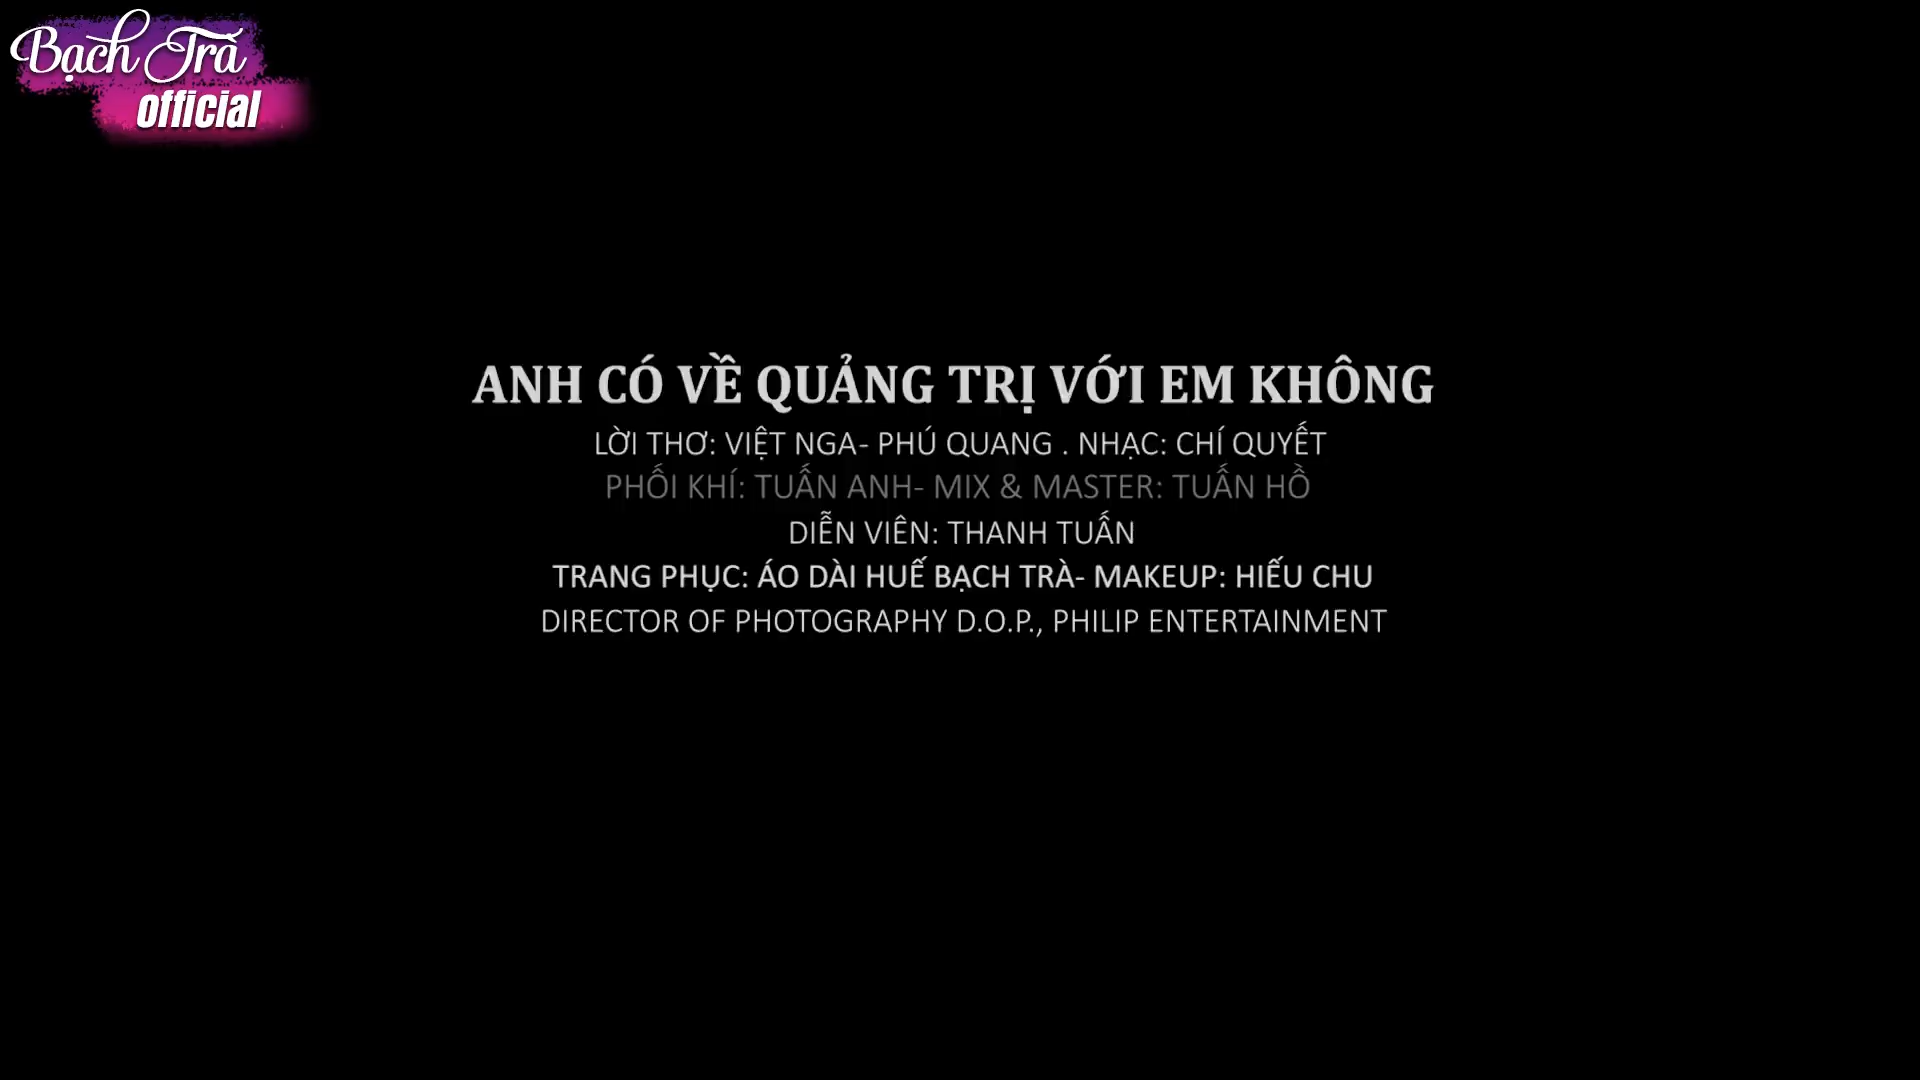 Bạch Trà
official
ANH CÓ VỀ QUẢNG TRỊ VỚI EM KHÔNG
LỜI THƠ: VIỆT NGA- PHÚ QUANG . NHẠC: CHÍ QUYẾT
PHỐI KHÍ: TUẤN ANH- MIX & MASTER: TUẤN HỒ
DIỄN VIÊN: THANH TUẤN
TRANG PHỤC: ÁO DÀI HUẾ BẠCH TRÀ- MAKEUP: HIẾU CHU
DIRECTOR OF PHOTOGRAPHY D.O.P., PHILIP ENTERTAINMENT